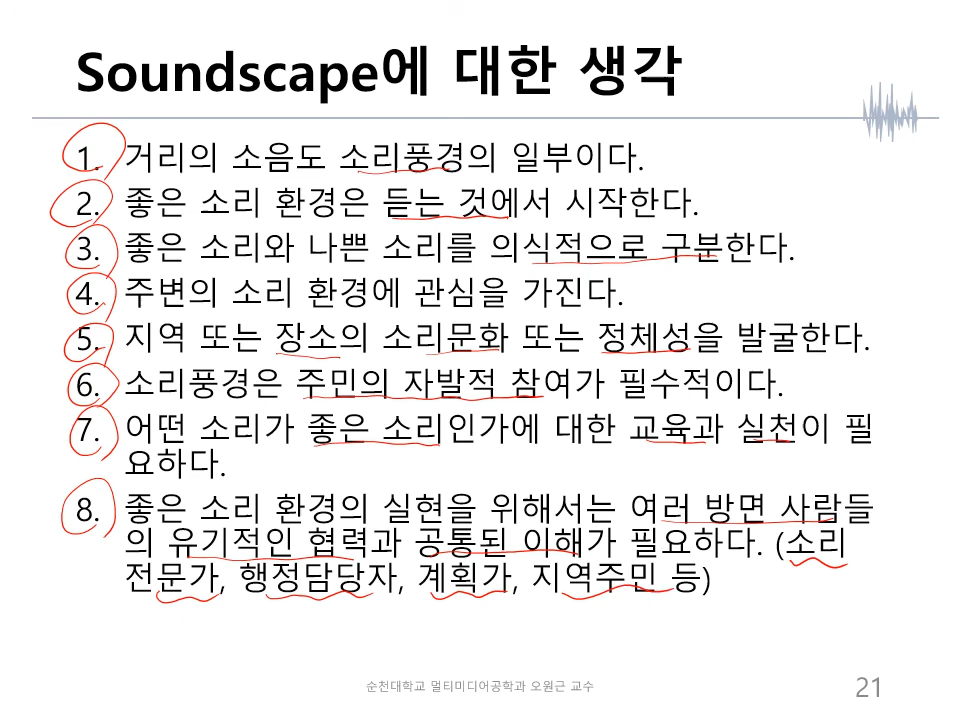 Soundscape에 대한 생각
1. 거리의 소음도 소리풍경의 일부이다.
2. 좋은 소리 환경은 듣는 것에서 시작한다.
3. 좋은 소리와 나쁜 소리를 의식적으로 구분한다.
4. 주변의 소리 환경에 관심을 가진다.
5. 지역 또는 장소의 소리문화 또는 정체성을 발굴한다.
6. 소리풍경은 주민의 자발적 참여가 필수적이다.
7. 어떤 소리가 좋은 소리인가에 대한 교육과 실천이 필
요하다.
8. 좋은 소리 환경의 실현을 위해서는 여러 방면 사람들
의 유기적인 협력과 공통된 이해가 필요하다. (소리
전문가, 행정담당자, 계획가, 지역주민 등)
순천대학교 멀티미디어공학과 오원근 교수
21